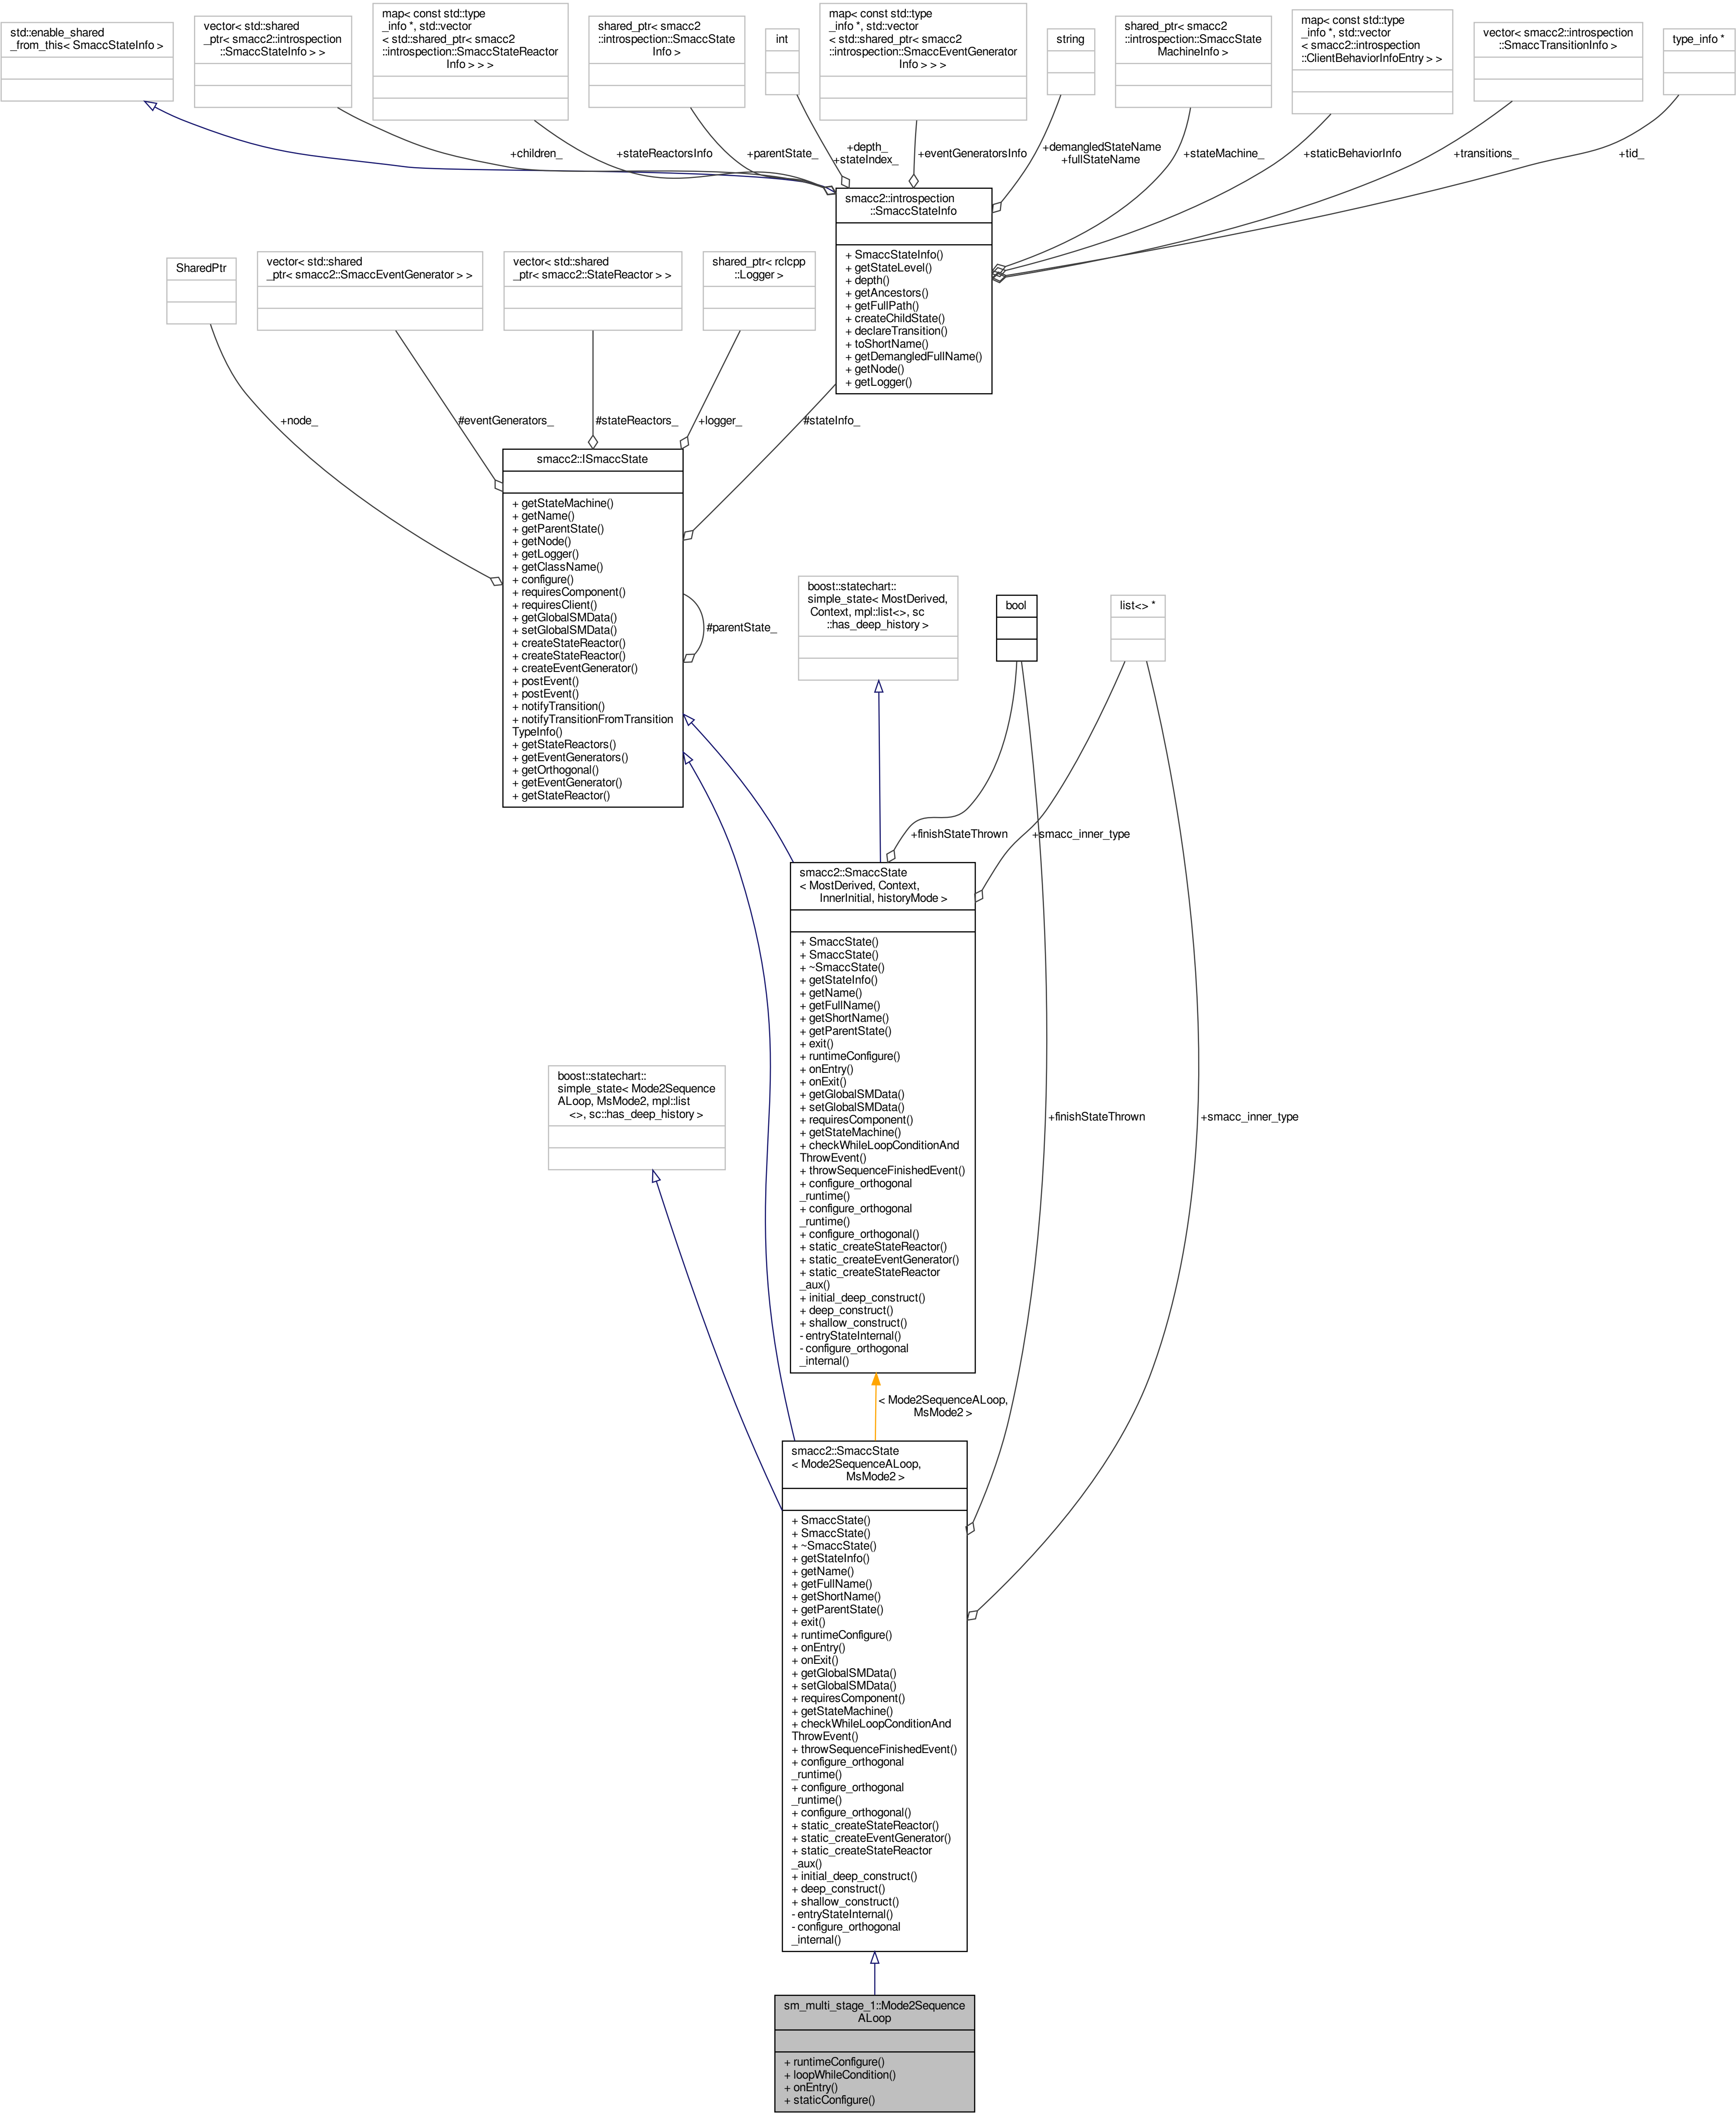 std::enable_shared
_from_this< SmaccStateInfo >
vector< std::shared
_ptr< smacc2::introspection
::SmaccStateInfo > >
map< const std::type
_info *, std::vector
< std::shared_ptr< smacc2
::introspection::SmaccStateReactor
Info > > >
shared_ptr< smacc2
::introspection::SmaccState
Info >
int
map< const std::type
_info *, std::vector
< std::shared_ptr< smacc2
::introspection::SmaccEventGenerator
Info > > >
string
shared_ptr< smacc2
::introspection::SmaccState
MachineInfo >
map< const std::type
_info *, std::vector
< smacc2::introspection
::ClientBehaviorInfoEntry > >
vector< smacc2::introspection
::SmaccTransitionInfo >
type_info *
+children_
+stateReactorsInfo
+parentState_
+depth_
+stateIndex_
+eventGeneratorsInfo
+demangledStateName
+fullStateName
+stateMachine_
+staticBehaviorInfo
+transitions_
+tid_
smacc2::introspection
::SmaccStateInfo
+ SmaccStateInfo()
+ getStateLevel()
+ depth()
+ getAncestors()
+ getFullPath()
+ createChildState()
+ declareTransition()
+ toShortName()
+ getDemangledFullName()
+ getNode()
+ getLogger()
SharedPtr
vector< std::shared
_ptr< smacc2::SmaccEventGenerator > >
vector< std::shared
_ptr< smacc2::StateReactor > >
shared_ptr< rclcpp
::Logger >
+node_
#eventGenerators_
#stateReactors_
+logger_
#stateInfo_
smacc2::ISmaccState
+ getStateMachine()
+ getName()
+ getParentState()
+ getNode()
+ getLogger()
+ getClassName()
+ configure()
+ requiresComponent()
+ requiresClient()
+ getGlobalSMData()
+ setGlobalSMData()
+ createStateReactor()
+ createStateReactor()
+ createEventGenerator()
+ postEvent()
+ postEvent()
+ notifyTransition()
+ notifyTransitionFromTransition
TypeInfo()
+ getStateReactors()
+ getEventGenerators()
+ getOrthogonal()
+ getEventGenerator()
+ getStateReactor()
#parentState_
boost::statechart::
simple_state< MostDerived,
Context, mpl::list<>, sc
::has_deep_history >
bool
list<> *
+finishStateThrown
+smacc_inner_type
smacc2::SmaccState
< MostDerived, Context,
InnerInitial, historyMode >
+ SmaccState()
+ SmaccState()
+ ~SmaccState()
+ getStateInfo()
+ getName()
+ getFullName()
+ getShortName()
+ getParentState()
+ exit()
+ runtimeConfigure()
+ onEntry()
+ onExit()
+ getGlobalSMData()
+ setGlobalSMData()
+ requiresComponent()
+ getStateMachine()
+ checkWhileLoopConditionAnd
ThrowEvent()
+ throwSequenceFinishedEvent()
+ configure_orthogonal
_runtime()
+ configure_orthogonal
_runtime()
+ configure_orthogonal()
+ static_createStateReactor()
+ static_createEventGenerator()
+ static_createStateReactor
_aux()
+ initial_deep_construct()
+ deep_construct()
+ shallow_construct()
- entryStateInternal()
- configure_orthogonal
_internal()
boost::statechart::
simple_state< Mode2Sequence
ALoop, MsMode2, mpl::list
<>, sc::has_deep_history >
+finishStateThrown
+smacc_inner_type
< Mode2SequenceALoop,
MsMode2 >
smacc2::SmaccState
< Mode2SequenceALoop,
MsMode2 >
+ SmaccState()
+ SmaccState()
+ ~SmaccState()
+ getStateInfo()
+ getName()
+ getFullName()
+ getShortName()
+ getParentState()
+ exit()
+ runtimeConfigure()
+ onEntry()
+ onExit()
+ getGlobalSMData()
+ setGlobalSMData()
+ requiresComponent()
+ getStateMachine()
+ checkWhileLoopConditionAnd
ThrowEvent()
+ throwSequenceFinishedEvent()
+ configure_orthogonal
_runtime()
+ configure_orthogonal
_runtime()
+ configure_orthogonal()
+ static_createStateReactor()
+ static_createEventGenerator()
+ static_createStateReactor
_aux()
+ initial_deep_construct()
+ deep_construct()
+ shallow_construct()
- entryStateInternal()
- configure_orthogonal
_internal()
sm_multi_stage_1::Mode2Sequence
ALoop
+ runtimeConfigure()
+ loopWhileCondition()
+ onEntry()
+ staticConfigure()